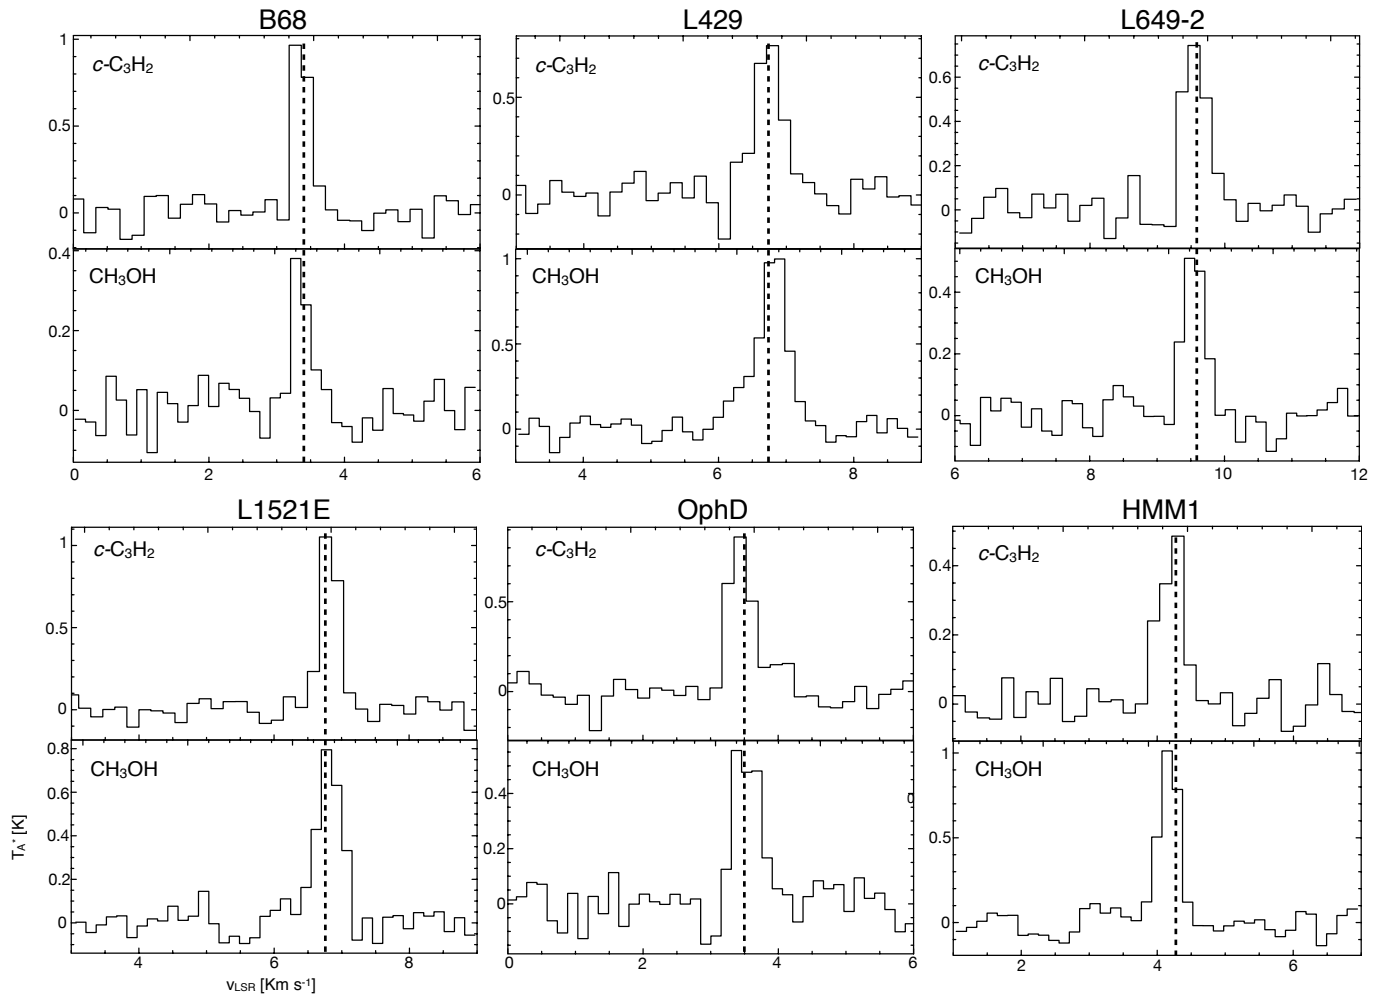 B68 L429 L649-2
c-C₃H₂ c-C₃H₂ c-C₃H₂
1 0.5 0
0.5 0
0.6 0.4 0.2 0
CH₃OH CH₃OH CH₃OH
0.4 0.2 0
1 0.5 0
0.4 0.2 0
0 2 4 6
4 6 8
6 8 10 12
L1521E OphD HMM1
c-C₃H₂ c-C₃H₂ c-C₃H₂
1 0.5 0
0.5 0
0.4 0.2 0
CH₃OH CH₃OH CH₃OH
0.8 0.6 0.4 0.2 0
0.4 0.2 0
1 0.5 0
T_A* [K]
4 6 8
0 2 4 6
2 4 6
v_LSR [Km s⁻¹]